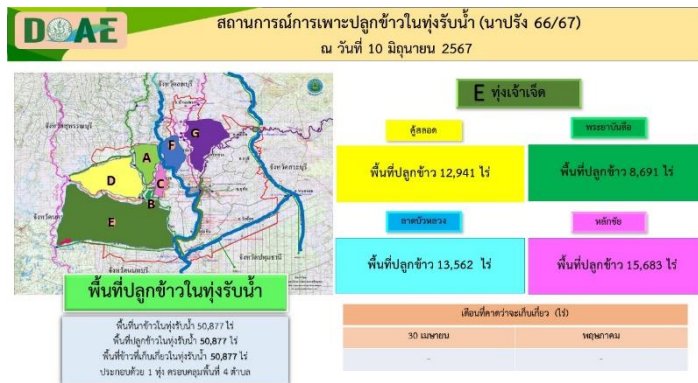 DOAE
สถานการณ์การเพาะปลูกข้าวในทุ่งรับน้ำ (นาปรัง 66/67)
ณ วันที่ 10 มิถุนายน 2567
A
B
C
D
E
F
G
พื้นที่ปลูกข้าวในทุ่งรับน้ำ
พื้นที่นาข้าวในทุ่งรับน้ำ 50,877 ไร่
พื้นที่ปลูกข้าวในทุ่งรับน้ำ 50,877 ไร่
พื้นที่ข้าวที่เก็บเกี่ยวในทุ่งรับน้ำ 50,877 ไร่
ประกอบด้วย 1 ทุ่ง ครอบคลุมพื้นที่ 4 ตำบล
E ทุ่งเจ้าเจ็ด
คู้สลอด
พื้นที่ปลูกข้าว 12,941 ไร่
พระยาบันลือ
พื้นที่ปลูกข้าว 8,691 ไร่
ลาดบัวหลวง
พื้นที่ปลูกข้าว 13,562 ไร่
หลักชัย
พื้นที่ปลูกข้าว 15,683 ไร่
เดือนที่คาดว่าจะเก็บเกี่ยว (ไร่)
30 เมษายน พฤษภาคม
- -